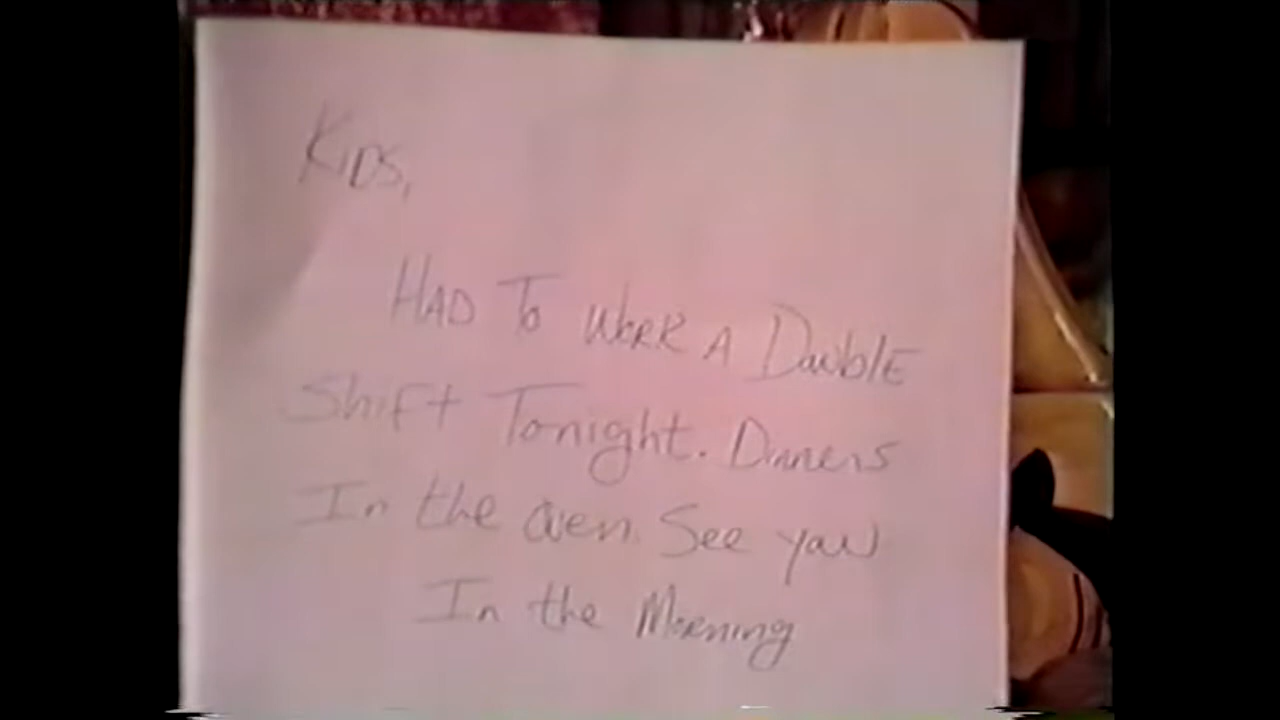 KIDS,
HAD To WORK A DoubLE
Shift Tonight. Dinners
In the oven. See you
In the Morning